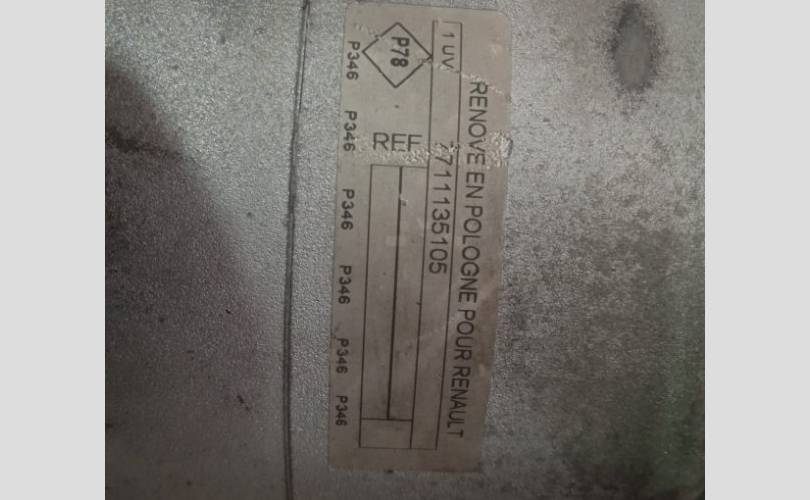 RENOVE EN POLOGNE POUR RENAULT
1 UV 7711135105
P78 REF
P346 P346 P346 P346 P346 P346